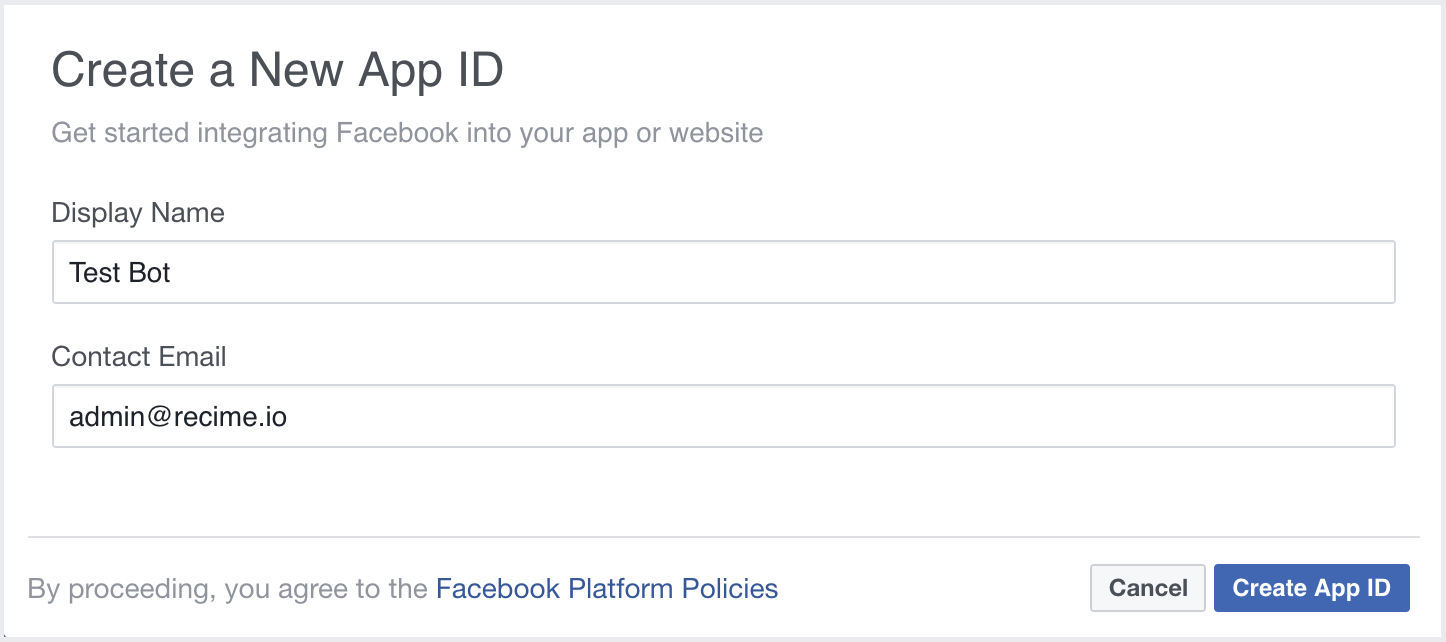 Create a New App ID
Get started integrating Facebook into your app or website
Display Name
Test Bot
Contact Email
admin@recime.io
By proceeding, you agree to the Facebook Platform Policies
Cancel
Create App ID